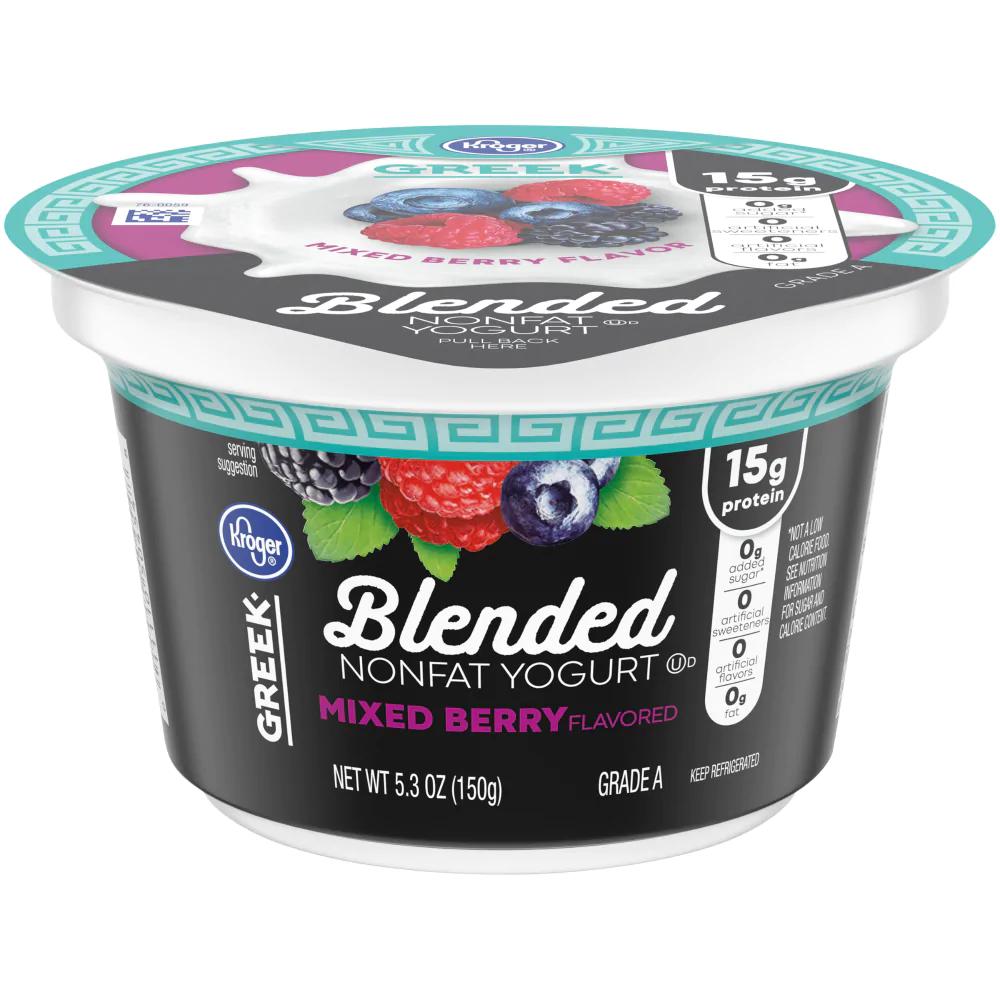 Kroger
GREEK
76-0059
15g
protein
0g
added
sugar*
0
artificial
sweeteners
0
artificial
flavors
0g
fat
GRADE A
MIXED BERRY FLAVOR
Blended
NONFAT
YOGURT Ⓤ D
PULL BACK
HERE
serving
suggestion
Kroger®
GREEK
Blended
NONFAT YOGURT Ⓤ D
MIXED BERRY FLAVORED
NET WT 5.3 OZ (150g)
GRADE A
KEEP REFRIGERATED
15g
protein
0g
added
sugar*
0
artificial
sweeteners
0
artificial
flavors
0g
fat
*NOT A LOW
CALORIE FOOD.
SEE NUTRITION
INFORMATION
FOR SUGAR AND
CALORIE CONTENT.